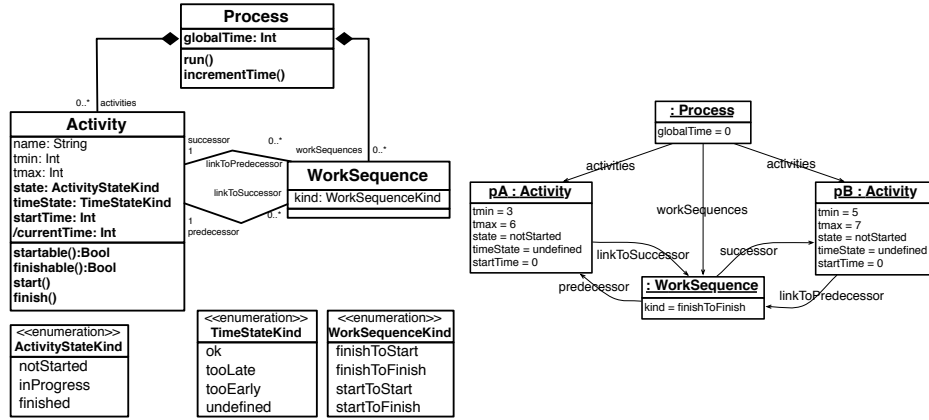 Process
globalTime: Int
run()
incrementTime()
0..*
activities
Activity
name: String
tmin: Int
tmax: Int
state: ActivityStateKind
timeState: TimeStateKind
startTime: Int
/currentTime: Int
startable():Bool
finishable():Bool
start()
finish()
successor
1
0..*
linkToPredecessor
workSequences
0..*
linkToSuccessor
0..*
1
predecessor
WorkSequence
kind: WorkSequenceKind
<<enumeration>>
ActivityStateKind
notStarted
inProgress
finished
<<enumeration>>
TimeStateKind
ok
tooLate
tooEarly
undefined
<<enumeration>>
WorkSequenceKind
finishToStart
finishToFinish
startToStart
startToFinish
: Process
globalTime = 0
activities
activities
workSequences
pA : Activity
tmin = 3
tmax = 6
state = notStarted
timeState = undefined
startTime = 0
pB : Activity
tmin = 5
tmax = 7
state = notStarted
timeState = undefined
startTime = 0
linkToSuccessor
successor
predecessor
linkToPredecessor
: WorkSequence
kind = finishToFinish